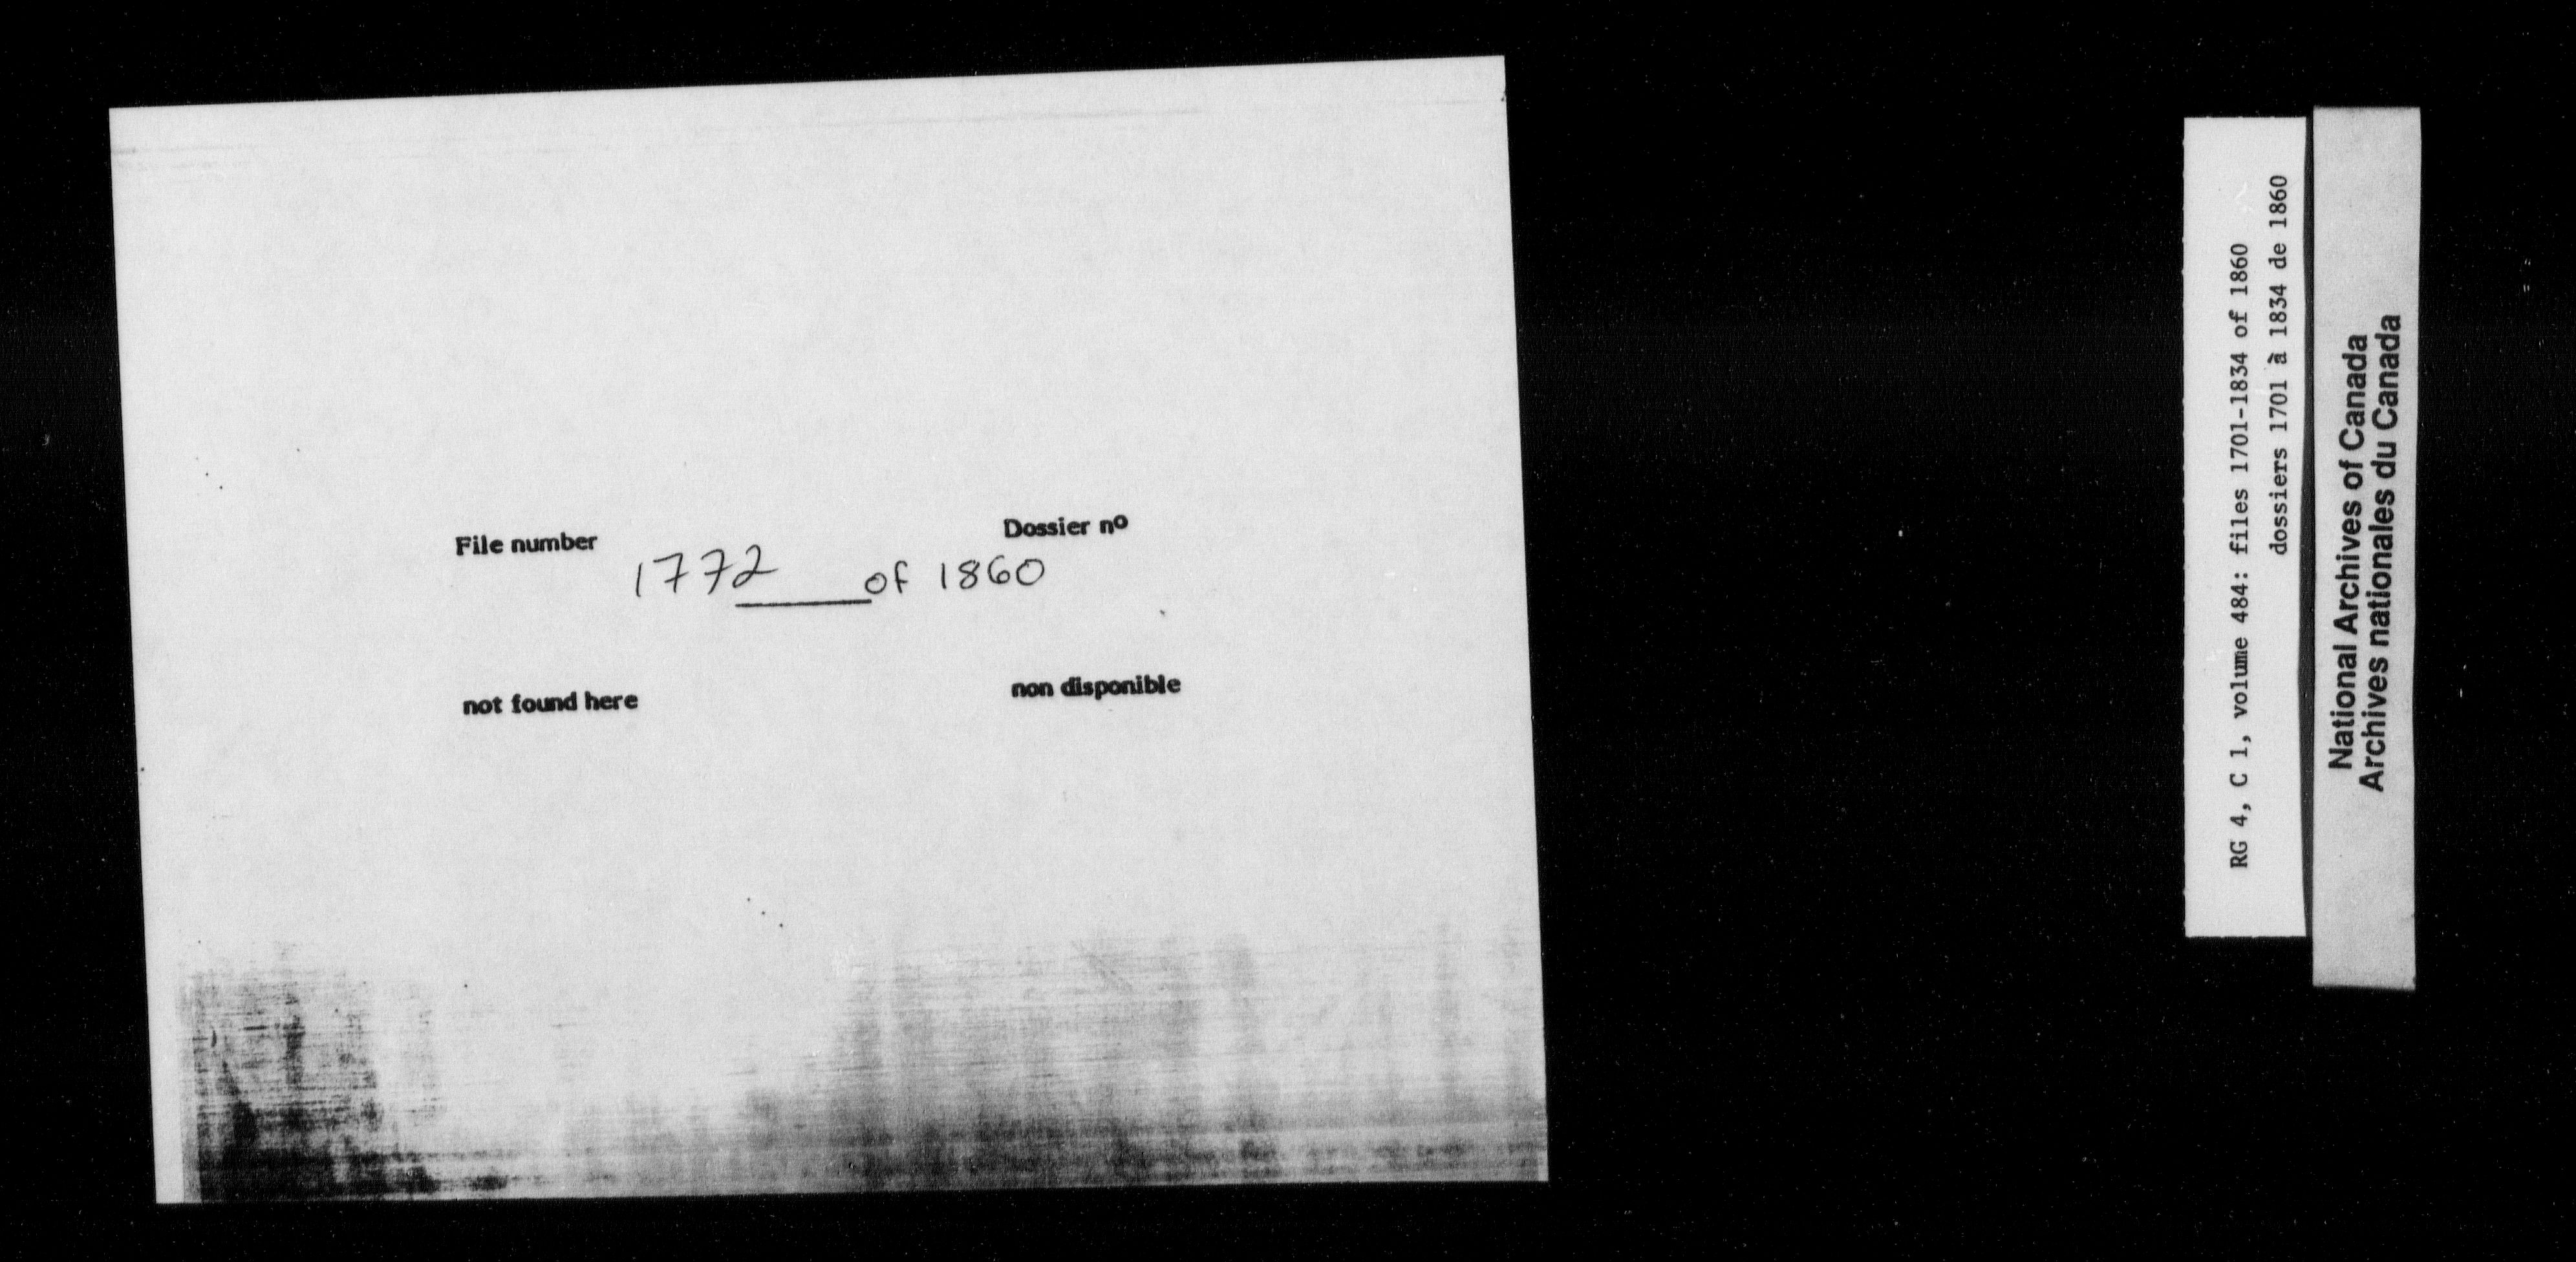 File number
Dossier nº
1772 of 1860
not found here
non disponible
RG 4, C 1, volume 484: files 1701-1834 of 1860
dossiers 1701 à 1834 de 1860
National Archives of Canada
Archives nationales du Canada